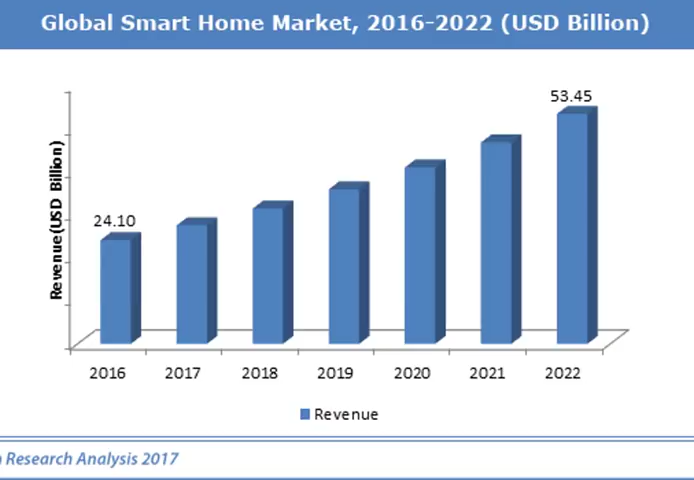 Global Smart Home Market, 2016-2022 (USD Billion)
53.45
24.10
Revenue(USD Billion)
2016 2017 2018 2019 2020 2021 2022
Revenue
Research Analysis 2017